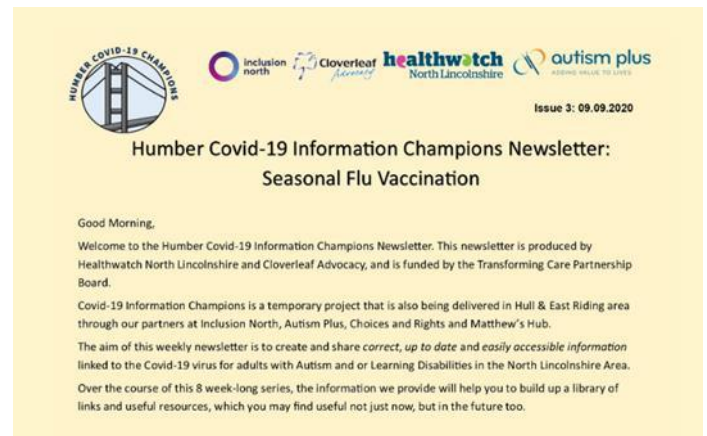 HUMBER COVID-19 CHAMPIONS
inclusion north
Cloverleaf Advocacy
healthwatch North Lincolnshire
autism plus
ADDING VALUE TO LIVES
Issue 3: 09.09.2020
Humber Covid-19 Information Champions Newsletter:
Seasonal Flu Vaccination
Good Morning,
Welcome to the Humber Covid-19 Information Champions Newsletter. This newsletter is produced by
Healthwatch North Lincolnshire and Cloverleaf Advocacy, and is funded by the Transforming Care Partnership
Board.
Covid-19 Information Champions is a temporary project that is also being delivered in Hull & East Riding area
through our partners at Inclusion North, Autism Plus, Choices and Rights and Matthew's Hub.
The aim of this weekly newsletter is to create and share correct, up to date and easily accessible information
linked to the Covid-19 virus for adults with Autism and or Learning Disabilities in the North Lincolnshire Area.
Over the course of this 8 week-long series, the information we provide will help you to build up a library of
links and useful resources, which you may find useful not just now, but in the future too.